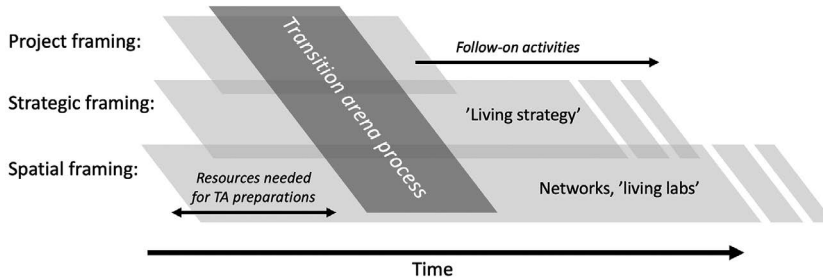 Project framing:
Follow-on activities
Strategic framing:
’Living strategy’
Transition arena process
Spatial framing:
Resources needed
for TA preparations
Networks, ’living labs’
Time